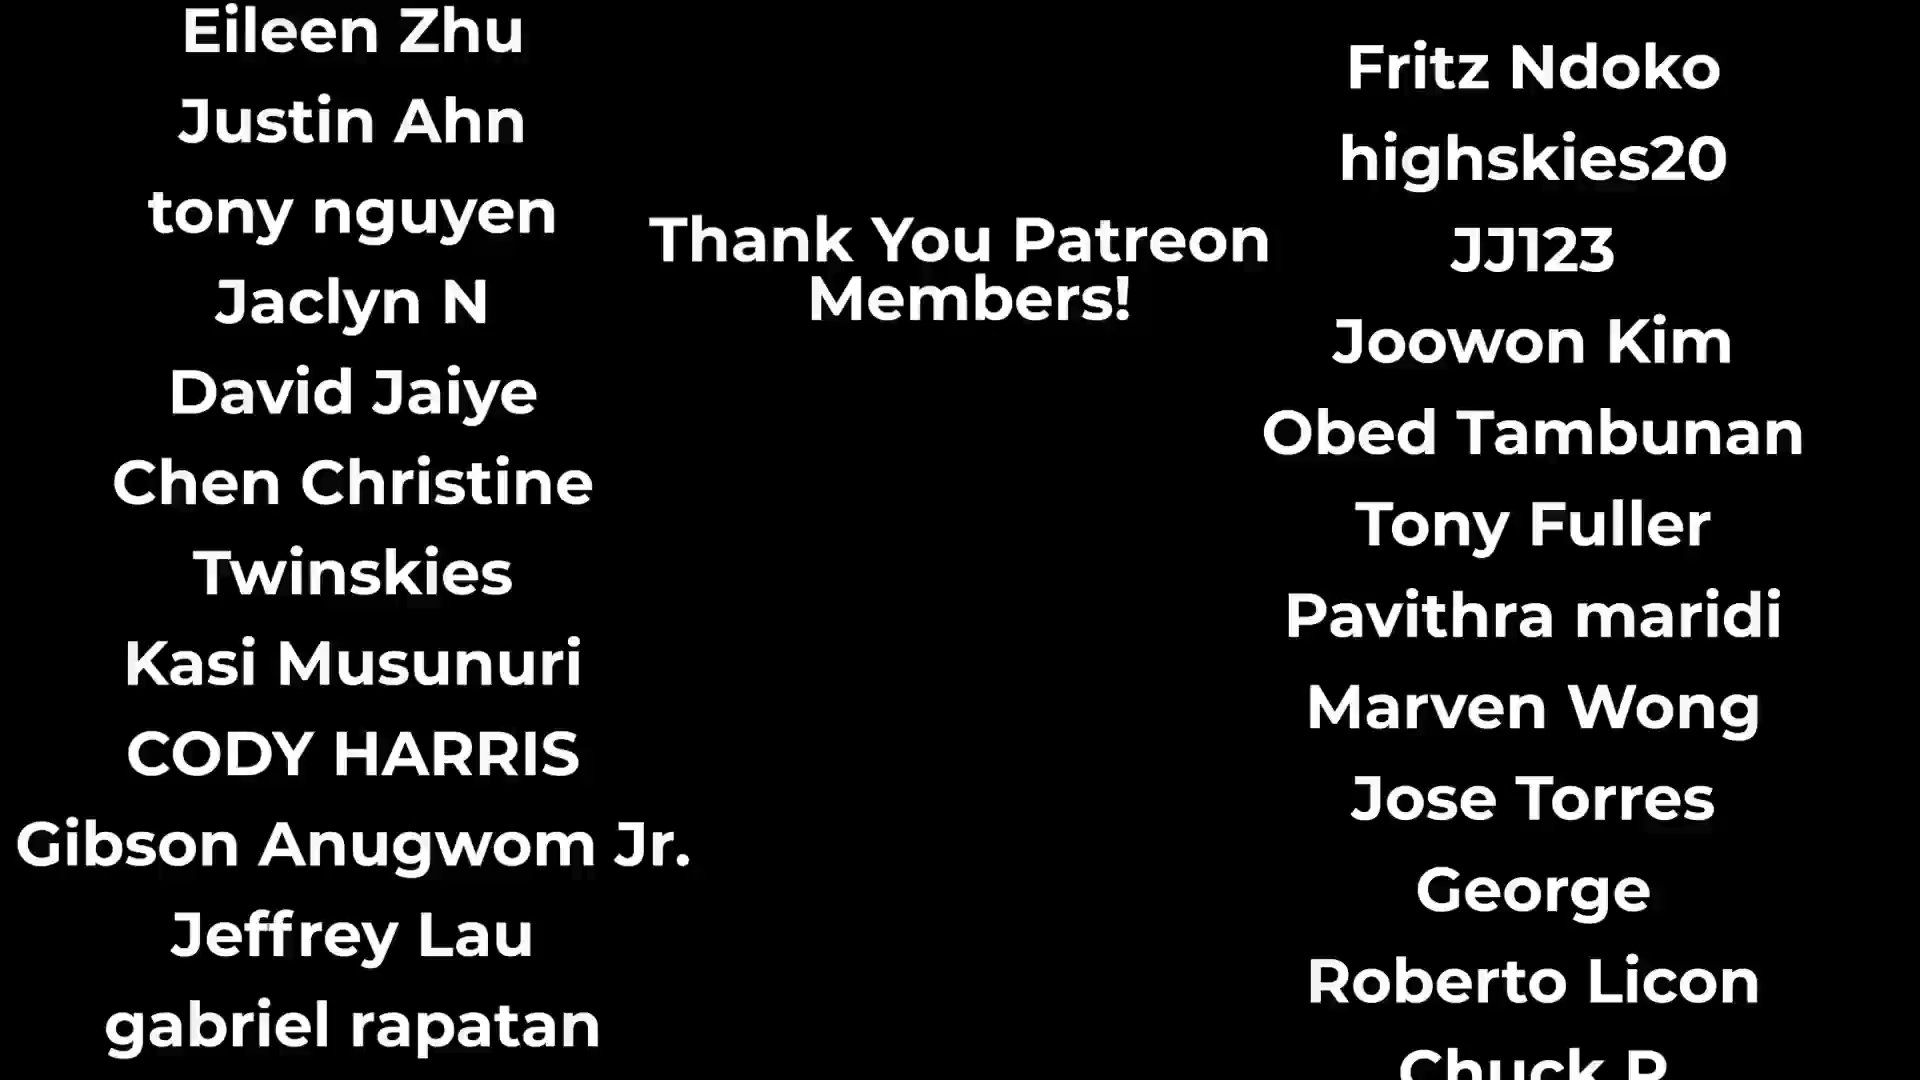 Eileen Zhu
Justin Ahn
tony nguyen
Jaclyn N
David Jaiye
Chen Christine
Twinskies
Kasi Musunuri
CODY HARRIS
Gibson Anugwom Jr.
Jeffrey Lau
gabriel rapatan
Thank You Patreon
Members!
Fritz Ndoko
highskies20
JJ123
Joowon Kim
Obed Tambunan
Tony Fuller
Pavithra maridi
Marven Wong
Jose Torres
George
Roberto Licon
Chuck